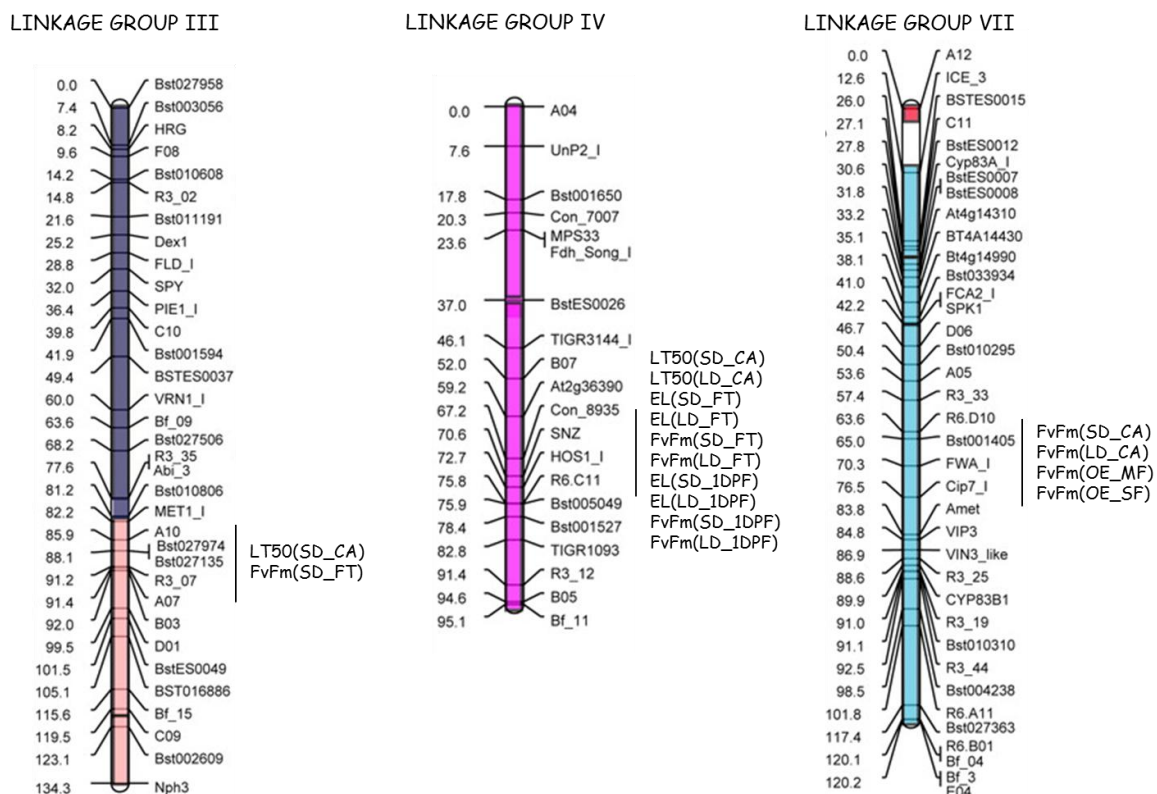 LINKAGE GROUP III
0.0 Bst027958
7.4 Bst003056
8.2 HRG
9.6 F08
14.2 Bst010608
14.8 R3_02
21.6 Bst011191
25.2 Dex1
28.8 FLD_I
32.0 SPY
36.4 PIE1_I
39.8 C10
41.9 Bst001594
49.4 BSTES0037
60.0 VRN1_I
63.6 Bf_09
68.2 Bst027506
77.6 R3_35
Abi_3
81.2 Bst010806
82.2 MET1_I
85.9 A10
88.1 Bst027974
Bst027135
91.2 R3_07
91.4 A07
92.0 B03
99.5 D01
101.5 BstES0049
105.1 BST016886
115.6 Bf_15
119.5 C09
123.1 Bst002609
134.3 Nph3
LT50(SD_CA)
FvFm(SD_FT)
LINKAGE GROUP IV
0.0 A04
7.6 UnP2_I
17.8 Bst001650
20.3 Con_7007
23.6 MPS33
Fdh_Song_I
37.0 BstES0026
46.1 TIGR3144_I
52.0 B07
59.2 At2g36390
67.2 Con_8935
70.6 SNZ
72.7 HOS1_I
75.8 R6.C11
75.9 Bst005049
78.4 Bst001527
82.8 TIGR1093
91.4 R3_12
94.6 B05
95.1 Bf_11
LT50(SD_CA)
LT50(LD_CA)
EL(SD_FT)
EL(LD_FT)
FvFm(SD_FT)
FvFm(LD_FT)
EL(SD_1DPF)
EL(LD_1DPF)
FvFm(SD_1DPF)
FvFm(LD_1DPF)
LINKAGE GROUP VII
0.0 A12
12.6 ICE_3
26.0 BSTES0015
27.1 C11
27.8 BstES0012
30.6 Cyp83A_I
31.8 BstES0007
BstES0008
33.2 At4g14310
35.1 BT4A14430
38.1 Bt4g14990
41.0 Bst033934
42.2 FCA2_I
SPK1
46.7 D06
50.4 Bst010295
53.6 A05
57.4 R3_33
63.6 R6.D10
65.0 Bst001405
70.3 FWA_I
76.5 Cip7_I
83.8 Amet
84.8 VIP3
86.9 VIN3_like
88.6 R3_25
89.9 CYP83B1
91.0 R3_19
91.1 Bst010310
92.5 R3_44
98.5 Bst004238
101.8 R6.A11
117.4 Bst027363
120.1 R6.B01
Bf_04
120.2 Bf_3
E04
FvFm(SD_CA)
FvFm(LD_CA)
FvFm(OE_MF)
FvFm(OE_SF)